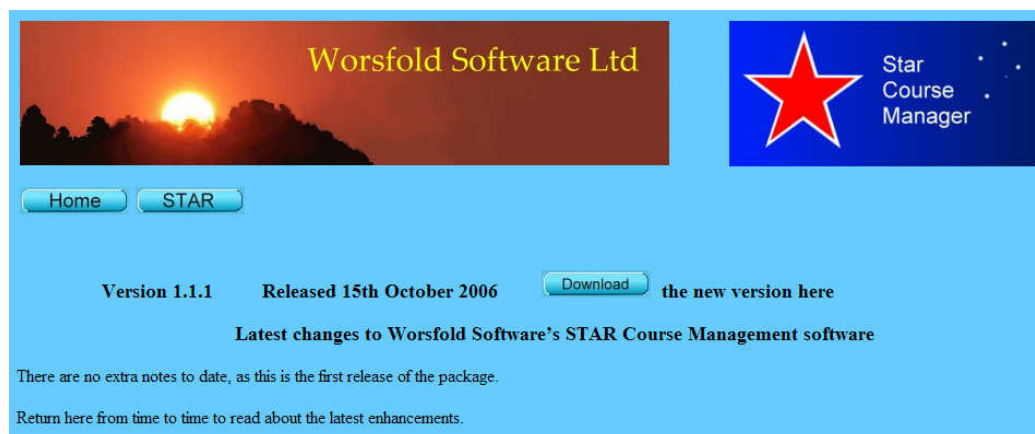 Worsfold Software Ltd
Star
Course
Manager
Home STAR
Version 1.1.1 Released 15th October 2006 Download the new version here
Latest changes to Worsfold Software's STAR Course Management software
There are no extra notes to date, as this is the first release of the package.
Return here from time to time to read about the latest enhancements.